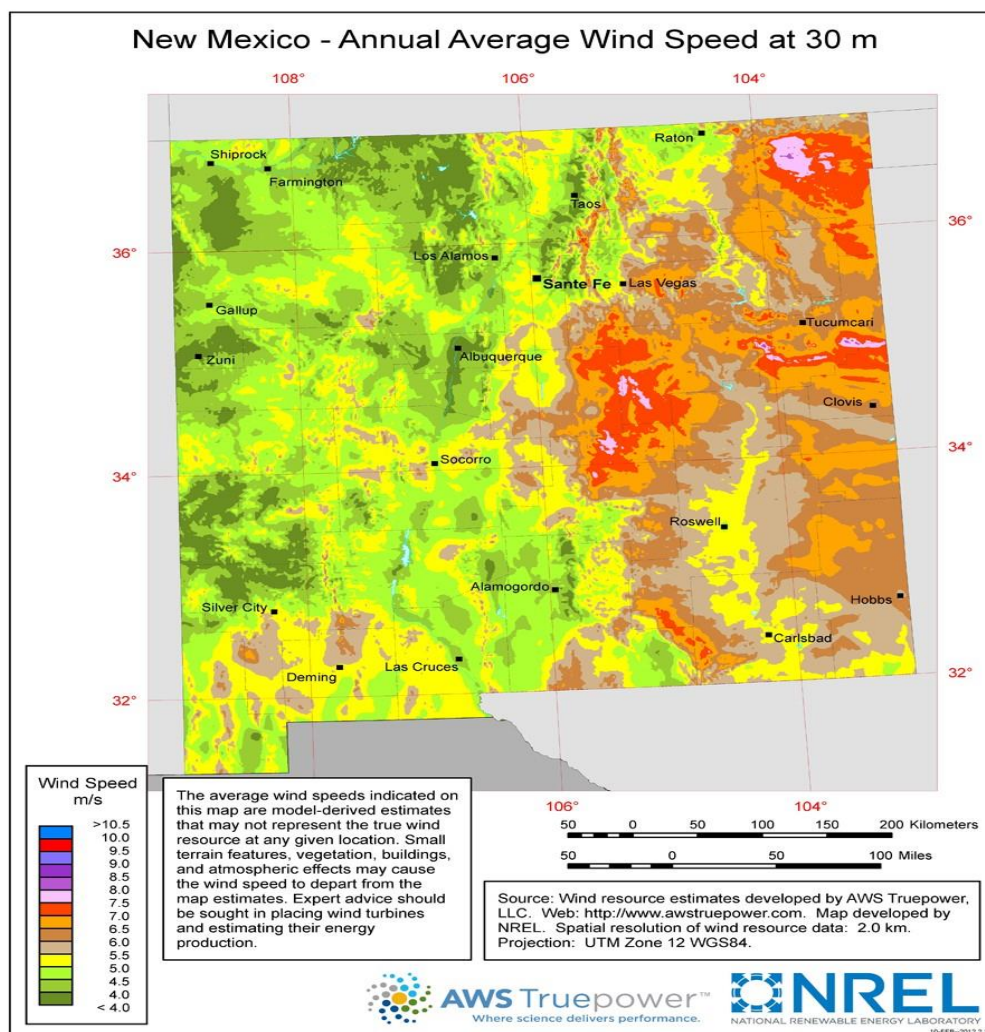 New Mexico - Annual Average Wind Speed at 30 m
108°
106°
104°
Raton
Shiprock
Farmington
Taos
36°
36°
Los Alamos
Sante Fe
Las Vegas
Gallup
Tucumcari
Zuni
Albuquerque
Clovis
34°
34°
Socorro
Roswell
Alamogordo
Hobbs
Silver City
Carlsbad
Las Cruces
Deming
32°
32°
106°
104°
Wind Speed
m/s
>10.5
10.0
9.5
9.0
8.5
8.0
7.5
7.0
6.5
6.0
5.5
5.0
4.5
4.0
< 4.0
The average wind speeds indicated on
this map are model-derived estimates
that may not represent the true wind
resource at any given location. Small
terrain features, vegetation, buildings,
and atmospheric effects may cause
the wind speed to depart from the
map estimates. Expert advice should
be sought in placing wind turbines
and estimating their energy
production.
50 0 50 100 150 200 Kilometers
50 0 50 100 Miles
Source: Wind resource estimates developed by AWS Truepower,
LLC. Web: http://www.awstruepower.com. Map developed by
NREL. Spatial resolution of wind resource data: 2.0 km.
Projection: UTM Zone 12 WGS84.
AWS Truepower™
Where science delivers performance.
NREL
NATIONAL RENEWABLE ENERGY LABORATORY